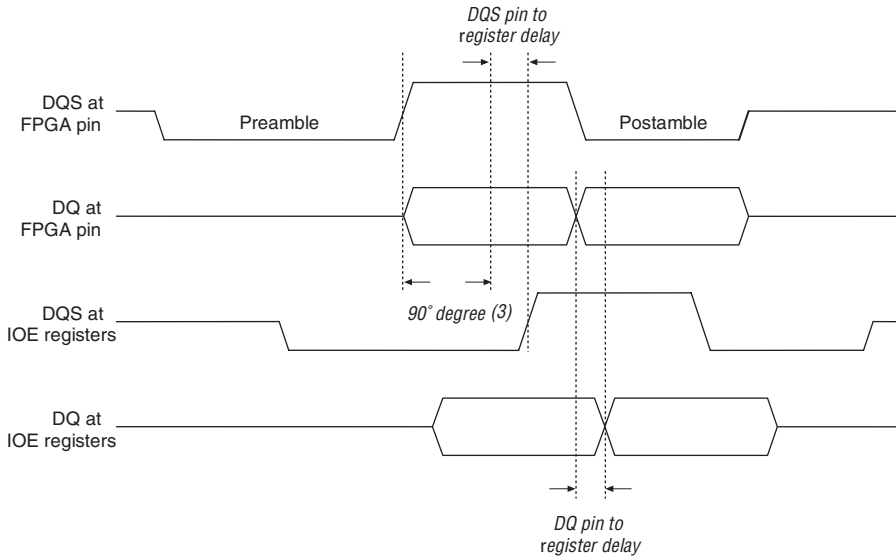 DQS pin to
register delay
DQS at
FPGA pin
Preamble
Postamble
DQ at
FPGA pin
90° degree (3)
DQS at
IOE registers
DQ at
IOE registers
DQ pin to
register delay